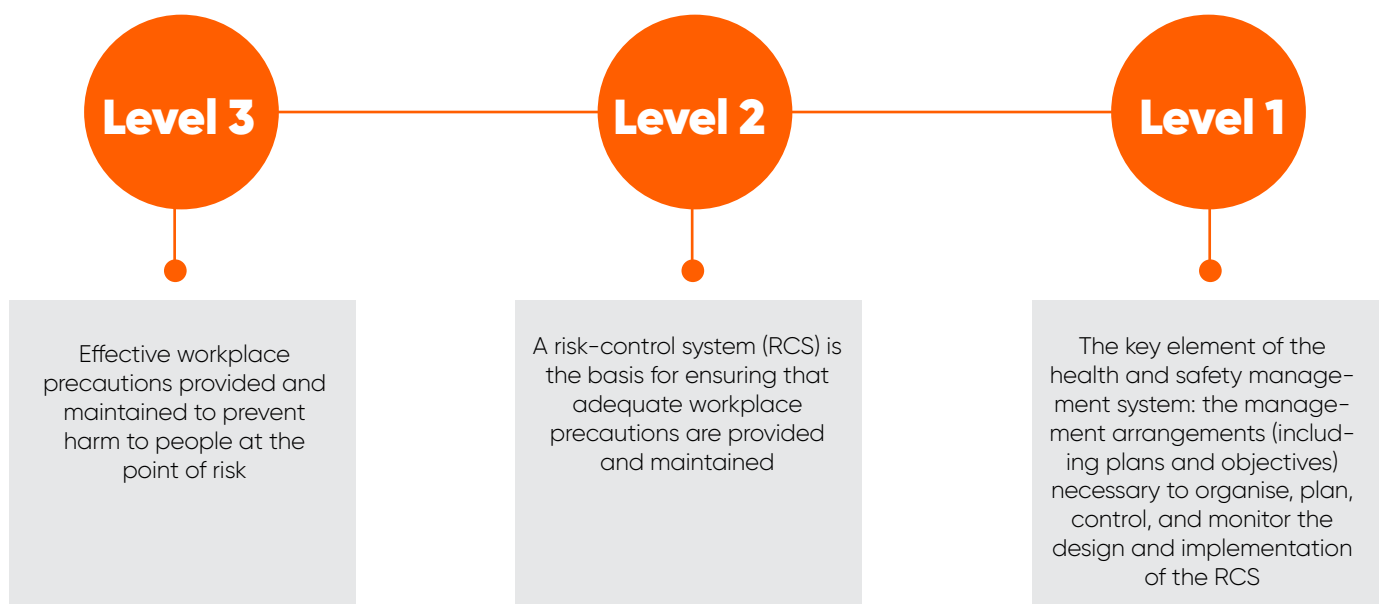 Level 3
Level 2
Level 1
Effective workplace
precautions provided and
maintained to prevent
harm to people at the
point of risk
A risk-control system (RCS) is
the basis for ensuring that
adequate workplace
precautions are provided
and maintained
The key element of the
health and safety manage-
ment system: the manage-
ment arrangements (includ-
ing plans and objectives)
necessary to organise, plan,
control, and monitor the
design and implementation
of the RCS